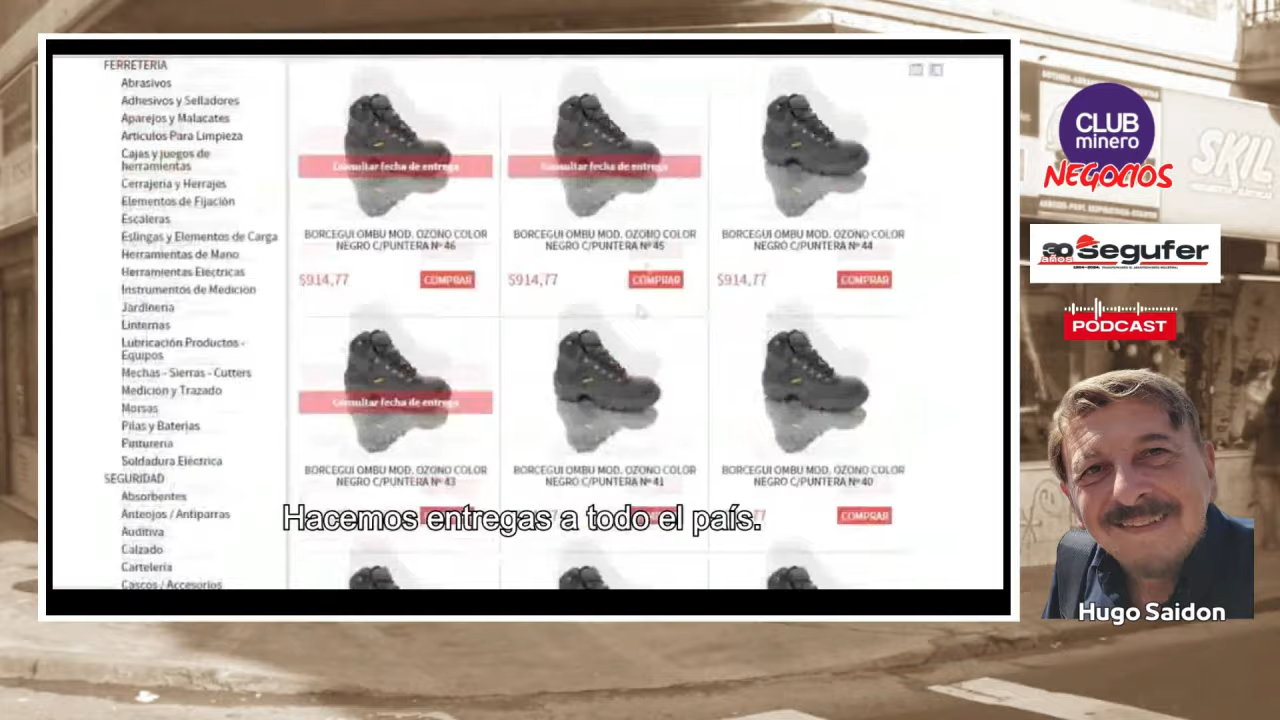 FERRETERIA
Abrasivos
Adhesivos y Selladores
Aparejos y Malacates
Articulos Para Limpieza
Cajas y juegos de
herramientas
Cerrajeria y Herrajes
Elementos de Fijación
Escaleras
Eslingas y Elementos de Carga
Herramientas de Mano
Herramientas Electricas
Instrumentos de Medicion
Jardineria
Linternas
Lubricación Productos -
Equipos
Mechas - Sierras - Cutters
Medicion y Trazado
Morsas
Pilas y Baterias
Pintureria
Soldadura Eléctrica
SEGURIDAD
Absorbentes
Anteojos / Antiparras
Auditiva
Calzado
Carteleria
Cascos / Accesorios
Consultar fecha de entrega
Consultar fecha de entrega
BORCEGUI OMBU MOD. OZONO COLOR
NEGRO C/PUNTERA Nº 46
BORCEGUI OMBU MOD. OZONO COLOR
NEGRO C/PUNTERA Nº 45
BORCEGUI OMBU MOD. OZONO COLOR
NEGRO C/PUNTERA Nº 44
$914,77
COMPRAR
$914,77
COMPRAR
$914,77
COMPRAR
Consultar fecha de entrega
BORCEGUI OMBU MOD. OZONO COLOR
NEGRO C/PUNTERA Nº 43
BORCEGUI OMBU MOD. OZONO COLOR
NEGRO C/PUNTERA Nº 41
BORCEGUI OMBU MOD. OZONO COLOR
NEGRO C/PUNTERA Nº 40
COMPRAR
Hacemos entregas a todo el país.
CLUB
minero
NEGOCIOS
SKIL
30 años
Segufer
PODCAST
Hugo Saidon